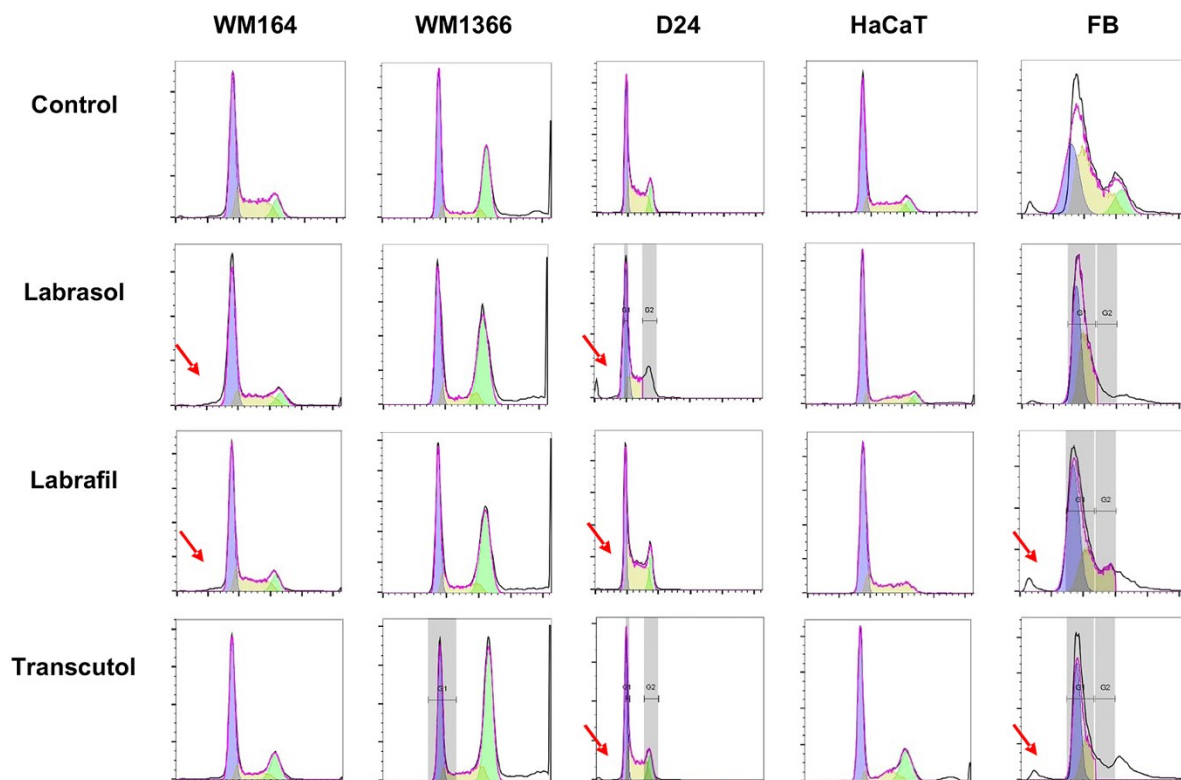 WM164 WM1366 D24 HaCaT FB
Control
Labrasol
G1 G2
G1 G2
Labrafil
G1 G2
Transcutol
G1
G1 G2
G1 G2